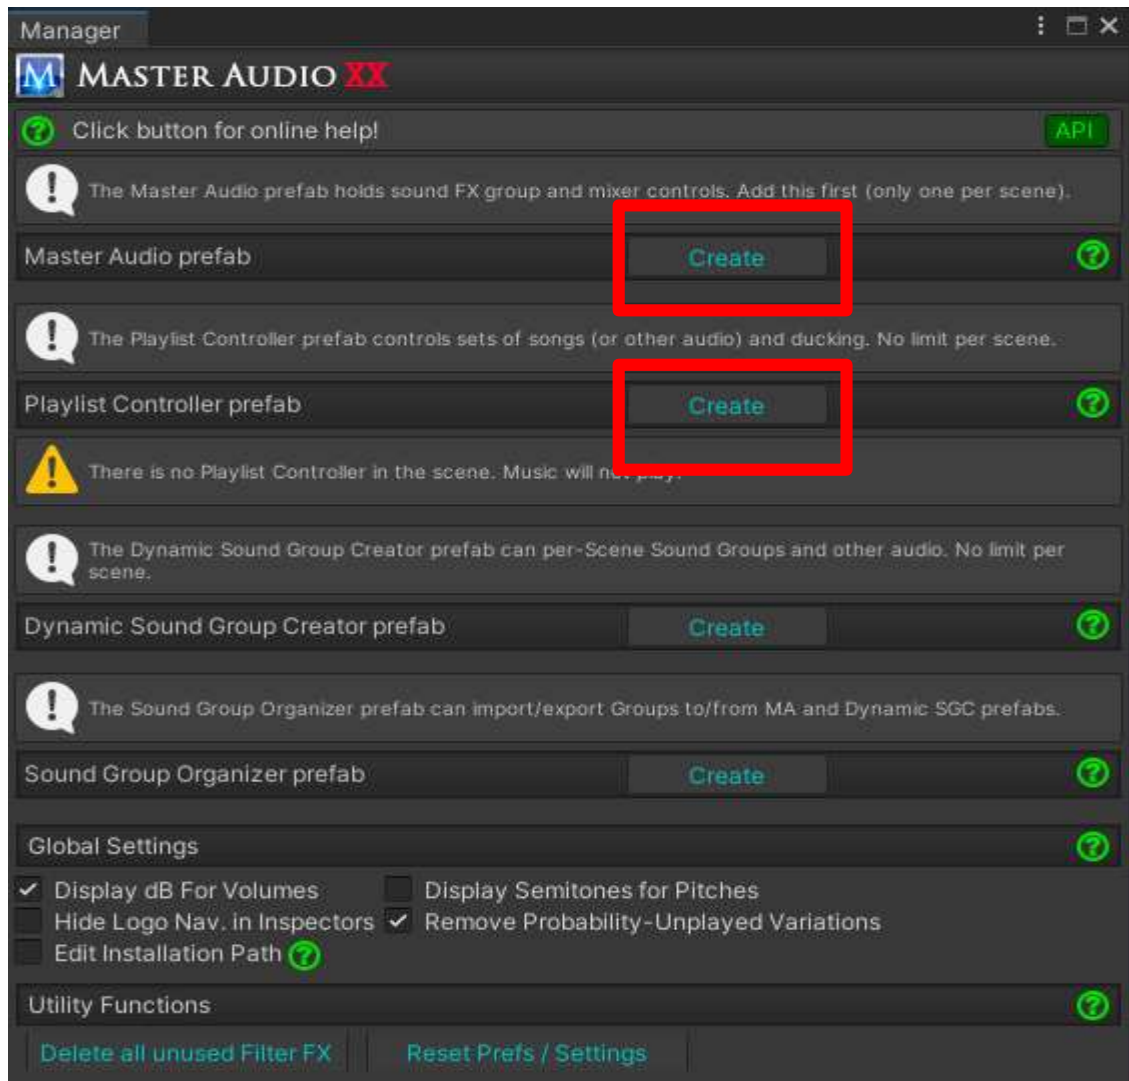 Manager
MASTER AUDIO XX
Click button for online help!
API
The Master Audio prefab holds sound FX group and mixer controls. Add this first (only one per scene).
Master Audio prefab
Create
The Playlist Controller prefab controls sets of songs (or other audio) and ducking. No limit per scene.
Playlist Controller prefab
Create
There is no Playlist Controller in the scene. Music will not play!
The Dynamic Sound Group Creator prefab can per-Scene Sound Groups and other audio. No limit per
scene.
Dynamic Sound Group Creator prefab
Create
The Sound Group Organizer prefab can import/export Groups to/from MA and Dynamic SGC prefabs.
Sound Group Organizer prefab
Create
Global Settings
Display dB For Volumes
Display Semitones for Pitches
Hide Logo Nav. in Inspectors
Remove Probability-Unplayed Variations
Edit Installation Path
Utility Functions
Delete all unused Filter FX
Reset Prefs / Settings